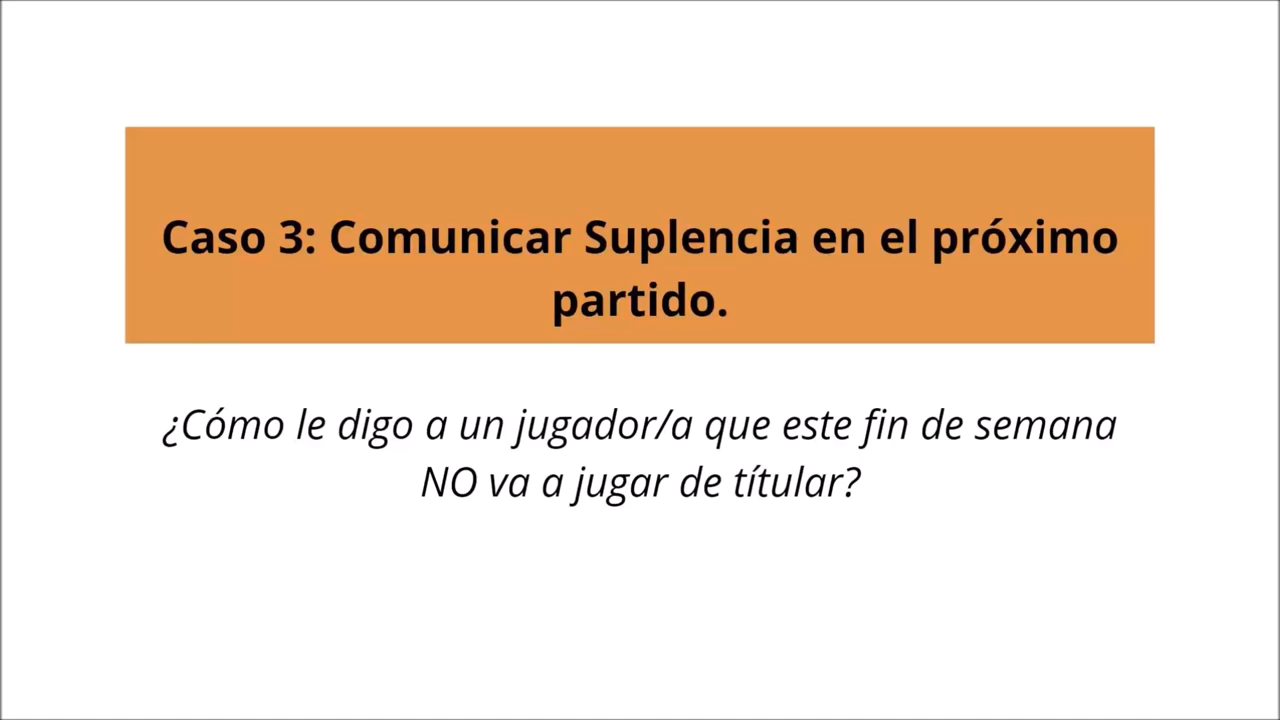 Caso 3: Comunicar Suplencia en el próximo
partido.
¿Cómo le digo a un jugador/a que este fin de semana
NO va a jugar de títular?